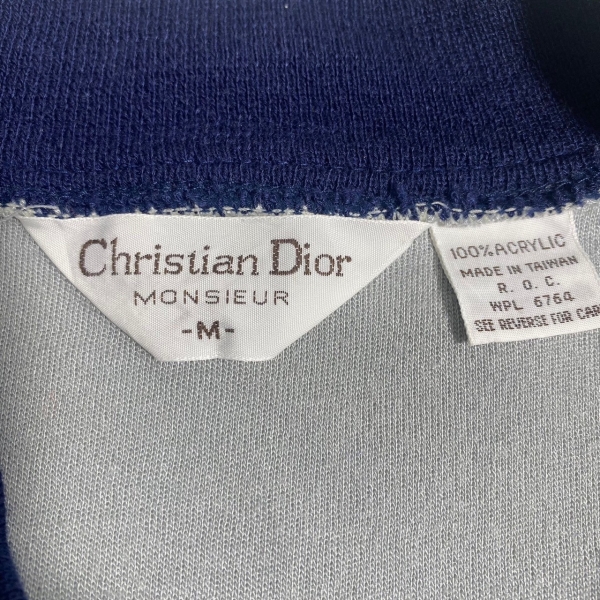 Christian Dior
MONSIEUR
-M-
100% ACRYLIC
MADE IN TAIWAN
R. O. C.
WPL 6764
SEE REVERSE FOR CAR